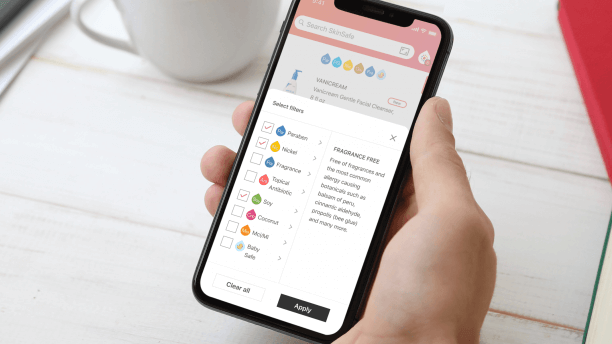 Search SkinSafe
VANICREAM
Vanicream Gentle Facial Cleanser,
8 fl oz
Select filters
Paraben
Nickel
Fragrance
Topical
Antibiotic
Soy
Coconut
MCI/MI
Baby
Safe
FRAGRANCE FREE
Free of fragrances and
the most common
allergy causing
botanicals such as
balsam of peru,
cinnamic aldehyde,
propolis (bee glue)
and many more.
Clear all
Apply